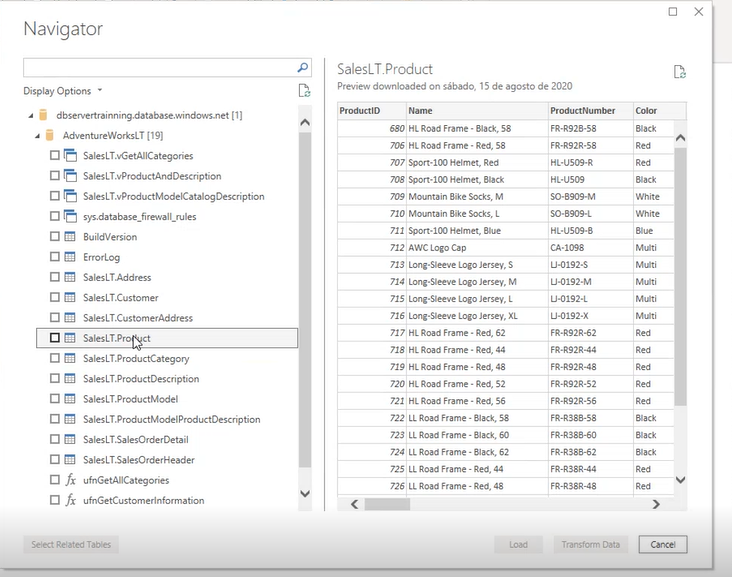 Navigator
Display Options
dbservertrainning.database.windows.net [1]
AdventureWorksLT [19]
SalesLT.vGetAllCategories
SalesLT.vProductAndDescription
SalesLT.vProductModelCatalogDescription
sys.database_firewall_rules
BuildVersion
ErrorLog
SalesLT.Address
SalesLT.Customer
SalesLT.CustomerAddress
SalesLT.Product
SalesLT.ProductCategory
SalesLT.ProductDescription
SalesLT.ProductModel
SalesLT.ProductModelProductDescription
SalesLT.SalesOrderDetail
SalesLT.SalesOrderHeader
fx ufnGetAllCategories
fx ufnGetCustomerInformation
SalesLT.Product
Preview downloaded on sábado, 15 de agosto de 2020
ProductID Name ProductNumber Color
680 HL Road Frame - Black, 58 FR-R92B-58 Black
706 HL Road Frame - Red, 58 FR-R92R-58 Red
707 Sport-100 Helmet, Red HL-U509-R Red
708 Sport-100 Helmet, Black HL-U509 Black
709 Mountain Bike Socks, M SO-B909-M White
710 Mountain Bike Socks, L SO-B909-L White
711 Sport-100 Helmet, Blue HL-U509-B Blue
712 AWC Logo Cap CA-1098 Multi
713 Long-Sleeve Logo Jersey, S LJ-0192-S Multi
714 Long-Sleeve Logo Jersey, M LJ-0192-M Multi
715 Long-Sleeve Logo Jersey, L LJ-0192-L Multi
716 Long-Sleeve Logo Jersey, XL LJ-0192-X Multi
717 HL Road Frame - Red, 62 FR-R92R-62 Red
718 HL Road Frame - Red, 44 FR-R92R-44 Red
719 HL Road Frame - Red, 48 FR-R92R-48 Red
720 HL Road Frame - Red, 52 FR-R92R-52 Red
721 HL Road Frame - Red, 56 FR-R92R-56 Red
722 LL Road Frame - Black, 58 FR-R38B-58 Black
723 LL Road Frame - Black, 60 FR-R38B-60 Black
724 LL Road Frame - Black, 62 FR-R38B-62 Black
725 LL Road Frame - Red, 44 FR-R38R-44 Red
726 LL Road Frame - Red, 48 FR-R38R-48 Red
Select Related Tables
Load
Transform Data
Cancel